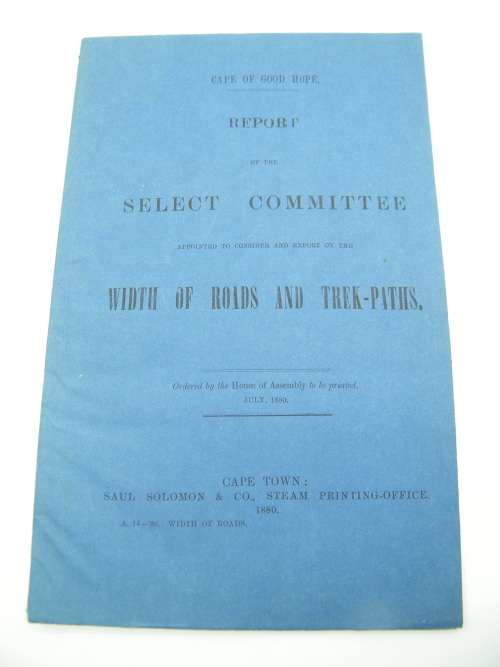 CAPE OF GOOD HOPE.
REPORT
OF THE
SELECT COMMITTEE
APPOINTED TO CONSIDER AND REPORT ON THE
WIDTH OF ROADS AND TREK-PATHS.
Ordered by the House of Assembly to be printed.
JULY, 1880.
CAPE TOWN:
SAUL SOLOMON & CO., STEAM PRINTING-OFFICE.
1880.
A. 14—'80. WIDTH OF ROADS.